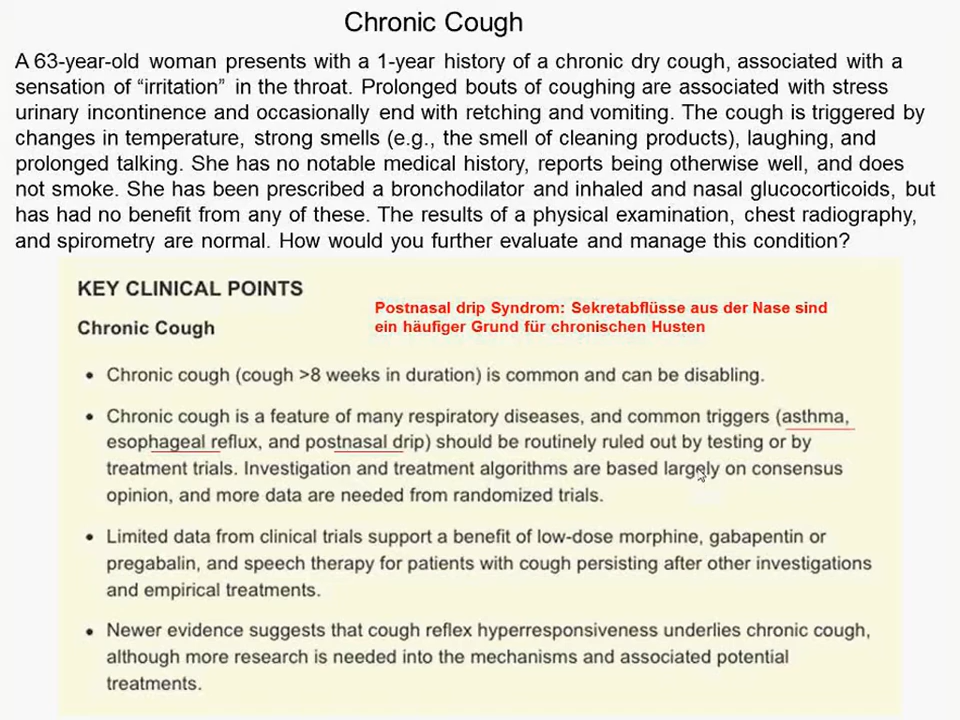 Chronic Cough
A 63-year-old woman presents with a 1-year history of a chronic dry cough, associated with a
sensation of “irritation” in the throat. Prolonged bouts of coughing are associated with stress
urinary incontinence and occasionally end with retching and vomiting. The cough is triggered by
changes in temperature, strong smells (e.g., the smell of cleaning products), laughing, and
prolonged talking. She has no notable medical history, reports being otherwise well, and does
not smoke. She has been prescribed a bronchodilator and inhaled and nasal glucocorticoids, but
has had no benefit from any of these. The results of a physical examination, chest radiography,
and spirometry are normal. How would you further evaluate and manage this condition?
KEY CLINICAL POINTS
Postnasal drip Syndrom: Sekretabflüsse aus der Nase sind
ein häufiger Grund für chronischen Husten
Chronic Cough
• Chronic cough (cough >8 weeks in duration) is common and can be disabling.
• Chronic cough is a feature of many respiratory diseases, and common triggers (asthma,
esophageal reflux, and postnasal drip) should be routinely ruled out by testing or by
treatment trials. Investigation and treatment algorithms are based largely on consensus
opinion, and more data are needed from randomized trials.
• Limited data from clinical trials support a benefit of low-dose morphine, gabapentin or
pregabalin, and speech therapy for patients with cough persisting after other investigations
and empirical treatments.
• Newer evidence suggests that cough reflex hyperresponsiveness underlies chronic cough,
although more research is needed into the mechanisms and associated potential
treatments.